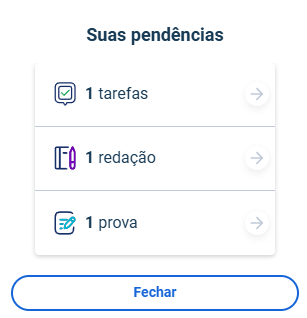 Suas pendências
1 tarefas
1 redação
1 prova
Fechar